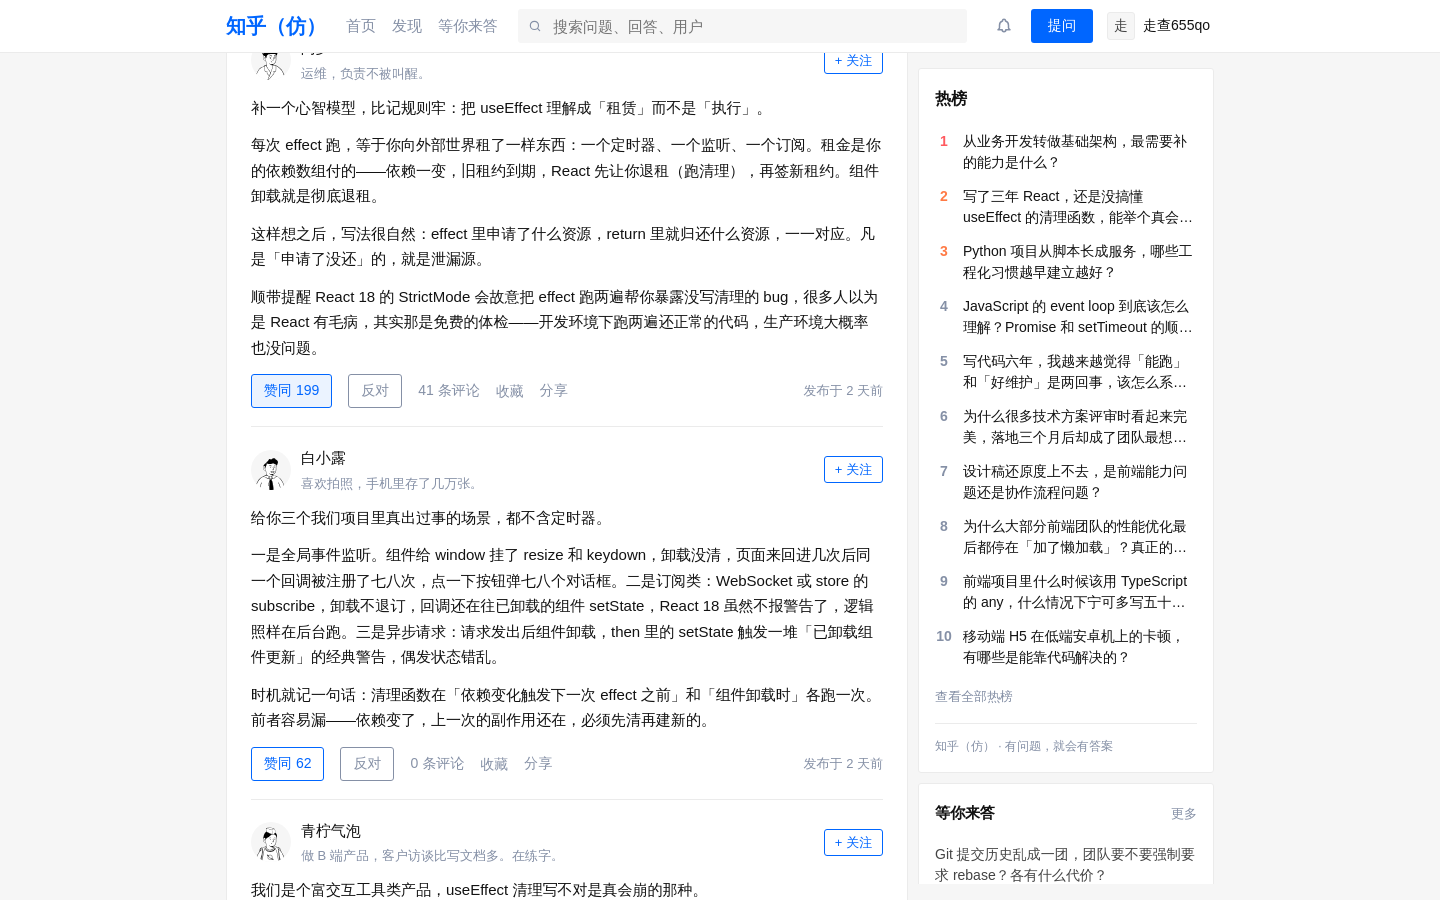 知乎（仿）
首页 发现 等你来答
搜索问题、回答、用户
提问
走
走查655qo
运维，负责不被叫醒。
+ 关注
补一个心智模型，比记规则牢：把 useEffect 理解成「租赁」而不是「执行」。
每次 effect 跑，等于你向外部世界租了一样东西：一个定时器、一个监听、一个订阅。租金是你
的依赖数组付的——依赖一变，旧租约到期，React 先让你退租（跑清理），再签新租约。组件
卸载就是彻底退租。
这样想之后，写法很自然：effect 里申请了什么资源，return 里就归还什么资源，一一对应。凡
是「申请了没还」的，就是泄漏源。
顺带提醒 React 18 的 StrictMode 会故意把 effect 跑两遍帮你暴露没写清理的 bug，很多人以为
是 React 有毛病，其实那是免费的体检——开发环境下跑两遍还正常的代码，生产环境大概率
也没问题。
赞同 199 反对 41 条评论 收藏 分享 发布于 2 天前
白小露
喜欢拍照，手机里存了几万张。
+ 关注
给你三个我们项目里真出过事的场景，都不含定时器。
一是全局事件监听。组件给 window 挂了 resize 和 keydown，卸载没清，页面来回进几次后同
一个回调被注册了七八次，点一下按钮弹七八个对话框。二是订阅类：WebSocket 或 store 的
subscribe，卸载不退订，回调还在往已卸载的组件 setState，React 18 虽然不报警告了，逻辑
照样在后台跑。三是异步请求：请求发出后组件卸载，then 里的 setState 触发一堆「已卸载组
件更新」的经典警告，偶发状态错乱。
时机就记一句话：清理函数在「依赖变化触发下一次 effect 之前」和「组件卸载时」各跑一次。
前者容易漏——依赖变了，上一次的副作用还在，必须先清再建新的。
赞同 62 反对 0 条评论 收藏 分享 发布于 2 天前
青柠气泡
做 B 端产品，客户访谈比写文档多。在练字。
+ 关注
我们是个富交互工具类产品，useEffect 清理写不对是真会崩的那种。
热榜
1 从业务开发转做基础架构，最需要补
的能力是什么？
2 写了三年 React，还是没搞懂
useEffect 的清理函数，能举个真会…
3 Python 项目从脚本长成服务，哪些工
程化习惯越早建立越好？
4 JavaScript 的 event loop 到底该怎么
理解？Promise 和 setTimeout 的顺…
5 写代码六年，我越来越觉得「能跑」
和「好维护」是两回事，该怎么系…
6 为什么很多技术方案评审时看起来完
美，落地三个月后却成了团队最想…
7 设计稿还原度上不去，是前端能力问
题还是协作流程问题？
8 为什么大部分前端团队的性能优化最
后都停在「加了懒加载」？真正的…
9 前端项目里什么时候该用 TypeScript
的 any，什么情况下宁可多写五十…
10 移动端 H5 在低端安卓机上的卡顿，
有哪些是能靠代码解决的？
查看全部热榜
知乎（仿） · 有问题，就会有答案
等你来答 更多
Git 提交历史乱成一团，团队要不要强制要
求 rebase？各有什么代价？